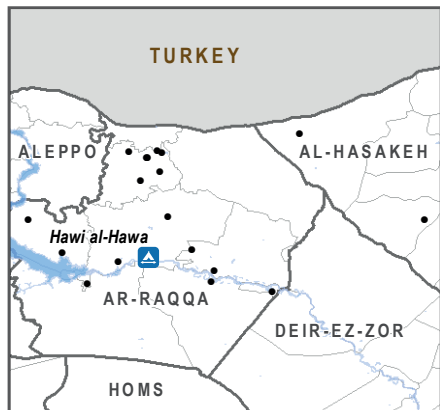 TURKEY
ALEPPO
AL-HASAKEH
Hawi al-Hawa
AR-RAQQA
DEIR-EZ-ZOR
HOMS